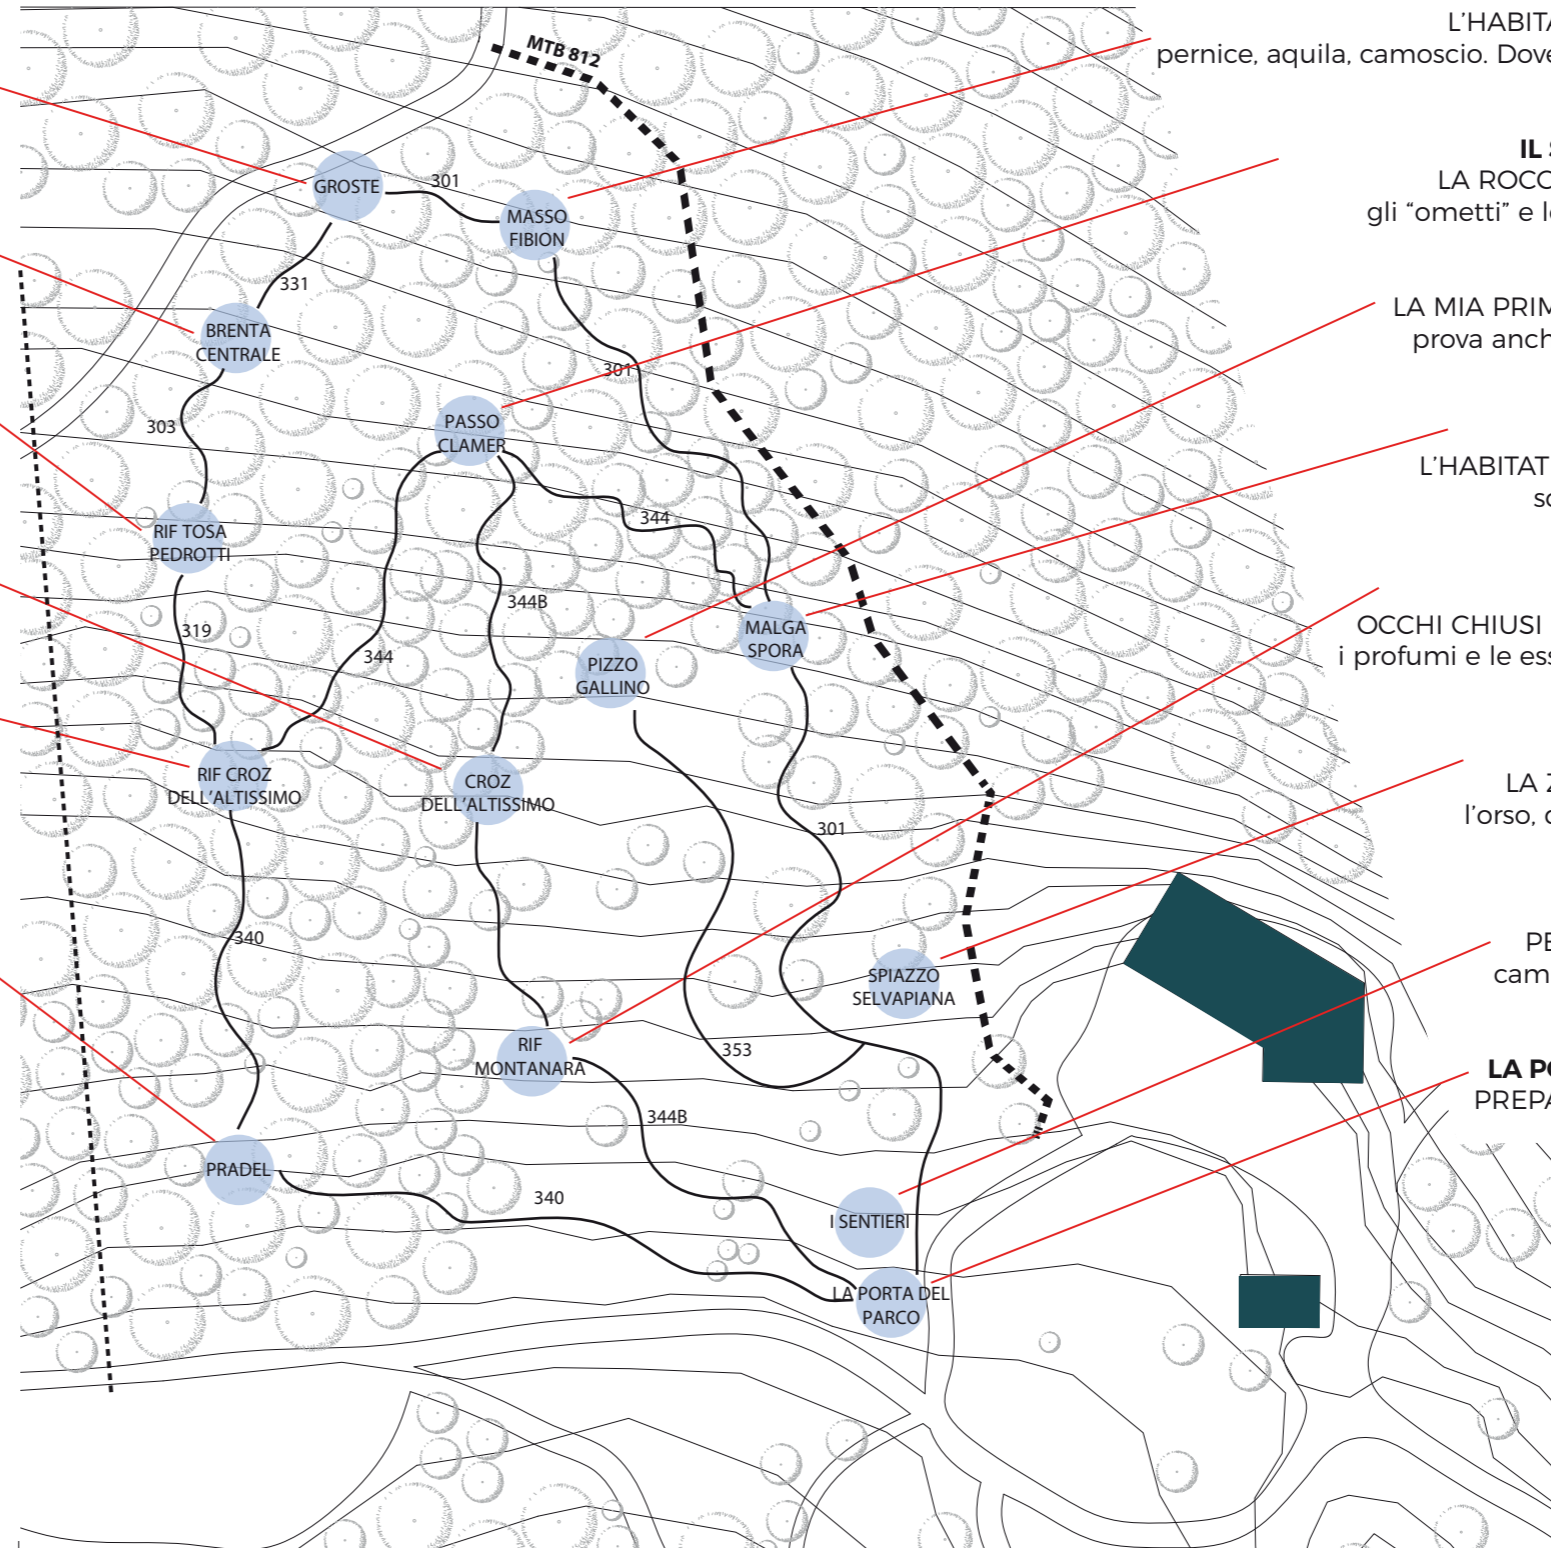 L'HABITA
pernice, aquila, camoscio. Dove
MTB 812
IL S
LA ROCC
gli “ometti” e l
GROSTE
301
MASSO
FIBION
331
BRENTA
CENTRALE
LA MIA PRIM
prova anch
301
303
PASSO
CLAMER
L'HABITAT
so
344
RIF TOSA
PEDROTTI
344B
319
344
MALGA
SPORA
OCCHI CHIUSI
i profumi e le ess
PIZZO
GALLINO
RIF CROZ
DELL'ALTISSIMO
CROZ
DELL'ALTISSIMO
LA Z
l'orso, c
301
340
PE
cam
SPIAZZO
SELVAPIANA
RIF
MONTANARA
353
LA PO
PREPA
344B
PRADEL
340
I SENTIERI
LA PORTA DEL
PARCO